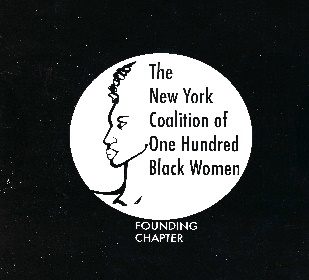 The
New York
Coalition of
One Hundred
Black Women
FOUNDING
CHAPTER